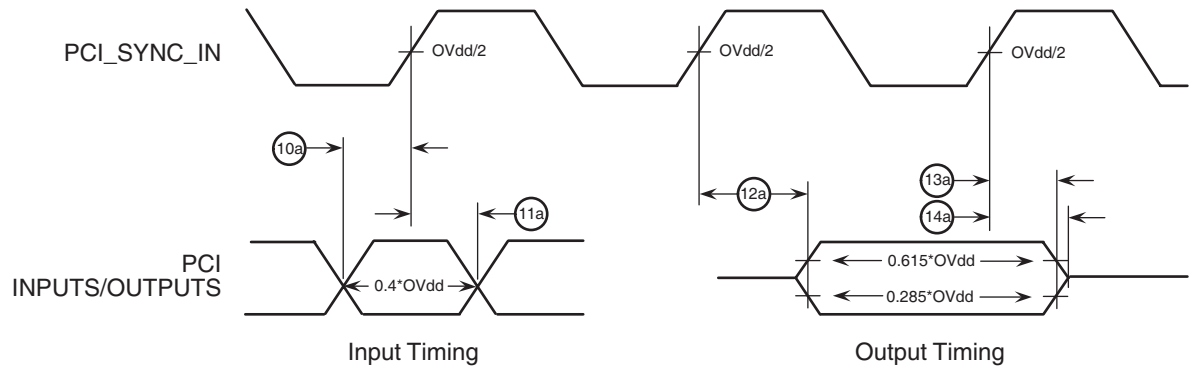 PCI_SYNC_IN
OVdd/2
OVdd/2
OVdd/2
10a
11a
12a
13a
14a
PCI
INPUTS/OUTPUTS
0.4*OVdd
0.615*OVdd
0.285*OVdd
Input Timing
Output Timing